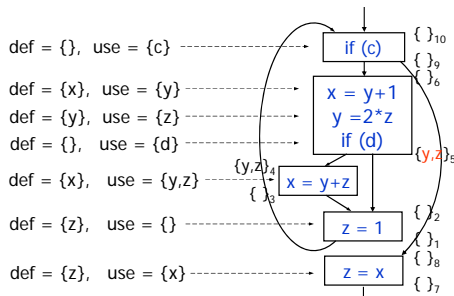 def = {}, use = {c}
if (c)
{ }10
{ }9
{ }6
def = {x}, use = {y}
x = y+1
def = {y}, use = {z}
y =2*z
def = {}, use = {d}
if (d)
{y,z}5
{y,z}4
def = {x}, use = {y,z}
x = y+z
{ }3
{ }2
def = {z}, use = {}
z = 1
{ }1
{ }8
def = {z}, use = {x}
z = x
{ }7